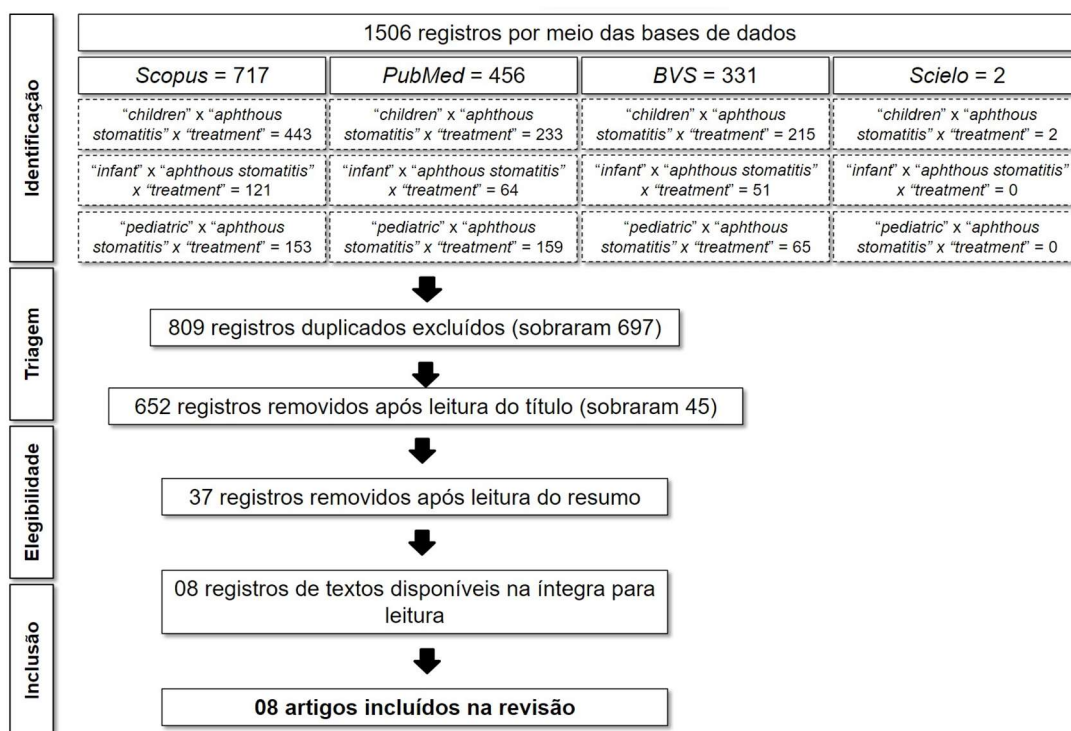 Identificação
1506 registros por meio das bases de dados
Scopus = 717
PubMed = 456
BVS = 331
Scielo = 2
“children” x “aphthous
stomatitis” x “treatment” = 443
“children” x “aphthous
stomatitis” x “treatment” = 233
“children” x “aphthous
stomatitis” x “treatment” = 215
“children” x “aphthous
stomatitis” x “treatment” = 2
“infant” x “aphthous stomatitis”
x “treatment” = 121
“infant” x “aphthous stomatitis”
x “treatment” = 64
“infant” x “aphthous stomatitis”
x “treatment” = 51
“infant” x “aphthous stomatitis”
x “treatment” = 0
“pediatric” x “aphthous
stomatitis” x “treatment” = 153
“pediatric” x “aphthous
stomatitis” x “treatment” = 159
“pediatric” x “aphthous
stomatitis” x “treatment” = 65
“pediatric” x “aphthous
stomatitis” x “treatment” = 0
Triagem
809 registros duplicados excluídos (sobraram 697)
652 registros removidos após leitura do título (sobraram 45)
Elegibilidade
37 registros removidos após leitura do resumo
08 registros de textos disponíveis na íntegra para
leitura
Inclusão
08 artigos incluídos na revisão